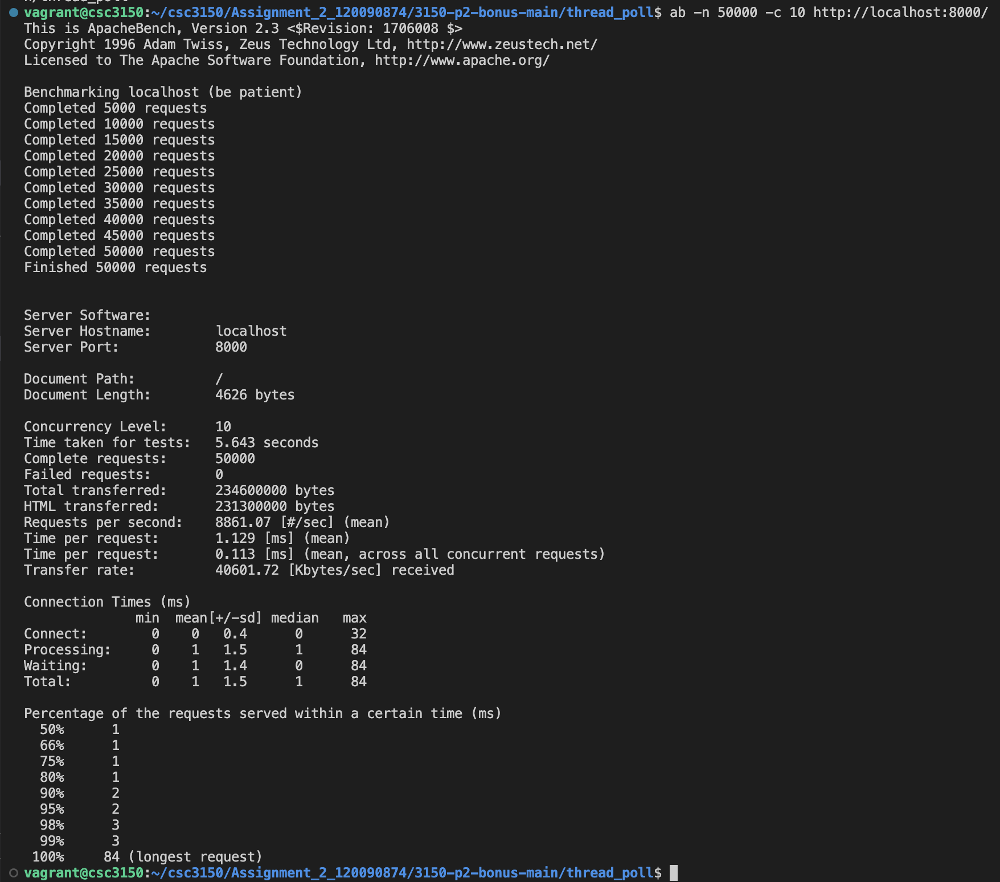 vagrant@csc3150:~/csc3150/Assignment_2_120090874/3150-p2-bonus-main/thread_poll$ ab -n 50000 -c 10 http://localhost:8000/
This is ApacheBench, Version 2.3 <$Revision: 1706008 $>
Copyright 1996 Adam Twiss, Zeus Technology Ltd, http://www.zeustech.net/
Licensed to The Apache Software Foundation, http://www.apache.org/

Benchmarking localhost (be patient)
Completed 5000 requests
Completed 10000 requests
Completed 15000 requests
Completed 20000 requests
Completed 25000 requests
Completed 30000 requests
Completed 35000 requests
Completed 40000 requests
Completed 45000 requests
Completed 50000 requests
Finished 50000 requests


Server Software:
Server Hostname:        localhost
Server Port:            8000

Document Path:          /
Document Length:        4626 bytes

Concurrency Level:      10
Time taken for tests:   5.643 seconds
Complete requests:      50000
Failed requests:        0
Total transferred:      234600000 bytes
HTML transferred:       231300000 bytes
Requests per second:    8861.07 [#/sec] (mean)
Time per request:       1.129 [ms] (mean)
Time per request:       0.113 [ms] (mean, across all concurrent requests)
Transfer rate:          40601.72 [Kbytes/sec] received

Connection Times (ms)
              min  mean[+/-sd] median   max
Connect:        0    0   0.4      0      32
Processing:     0    1   1.5      1      84
Waiting:        0    1   1.4      0      84
Total:          0    1   1.5      1      84

Percentage of the requests served within a certain time (ms)
  50%      1
  66%      1
  75%      1
  80%      1
  90%      2
  95%      2
  98%      3
  99%      3
 100%     84 (longest request)
vagrant@csc3150:~/csc3150/Assignment_2_120090874/3150-p2-bonus-main/thread_poll$